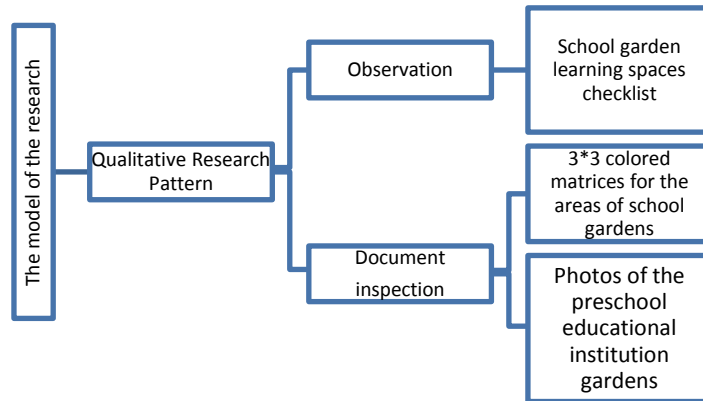 The model of the research
Qualitative Research
Pattern
Observation
School garden
learning spaces
checklist
Document
inspection
3*3 colored
matrices for the
areas of school
gardens
Photos of the
preschool
educational
institution
gardens